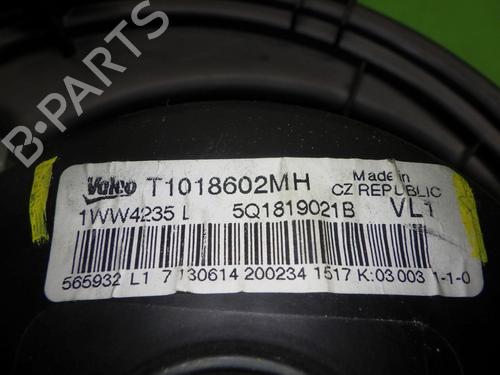 B-PARTS
Valeo T1018602MH Made in
CZ REPUBLIC
1WW4235 L 5Q1819021B VL1
565932 L1 7 130614 200234 1517 K:03 003 1-1-0